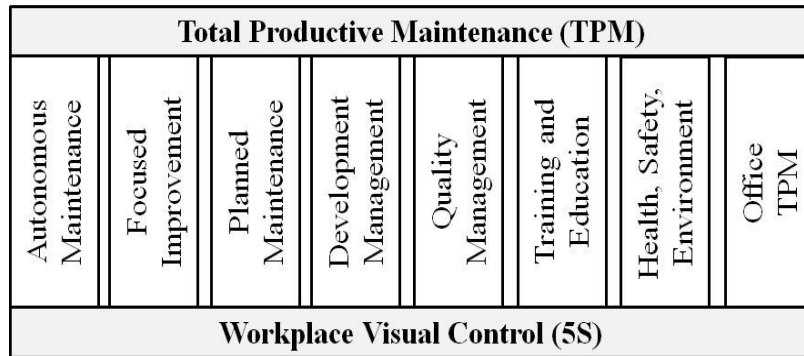 Total Productive Maintenance (TPM)
Autonomous
Maintenance
Focused
Improvement
Planned
Maintenance
Development
Management
Quality
Management
Training and
Education
Health, Safety,
Environment
Office
TPM
Workplace Visual Control (5S)